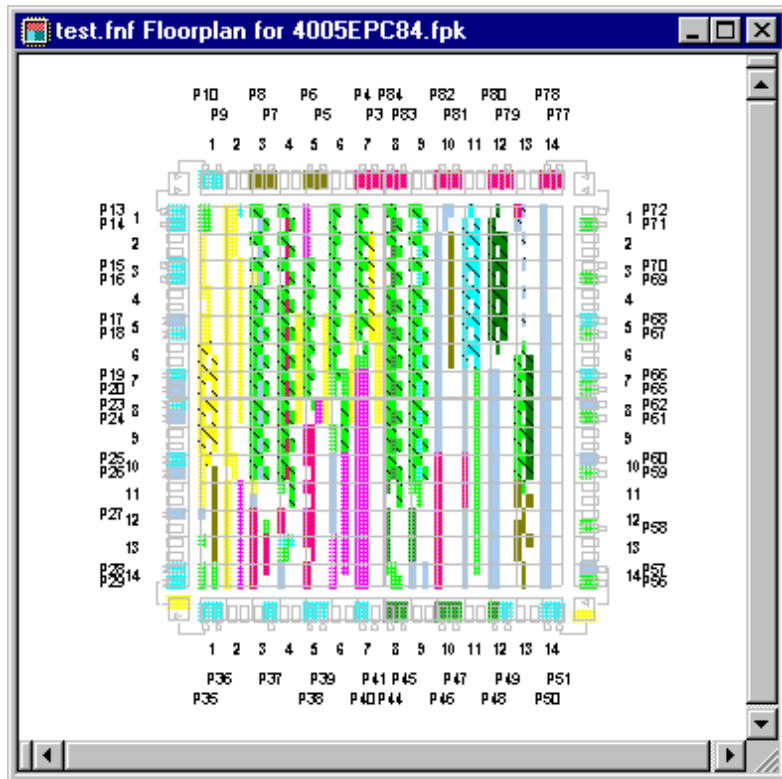 test.fnf Floorplan for 4005EPC84.fpk
P10 P8 P6 P4 P84 P82 P80 P78
P9 P7 P5 P3 P83 P81 P79 P77
1 2 3 4 5 6 7 8 9 10 11 12 13 14
P13 P72
1 1
P14 P71
2 2
P15 P70
3 3
P16 P69
4 4
P17 P68
5 5
P18 P67
6 6
P19 P66
7 7
P20 P65
P23 P62
8 8
P24 P61
9 9
P25 P60
10 10
P26 P59
11 11
P27
12 12 P58
13 13
P28 P57
14 14
P29 P56
1 2 3 4 5 6 7 8 9 10 11 12 13 14
P36 P37 P39 P41 P45 P47 P49 P51
P35 P38 P40 P44 P46 P48 P50